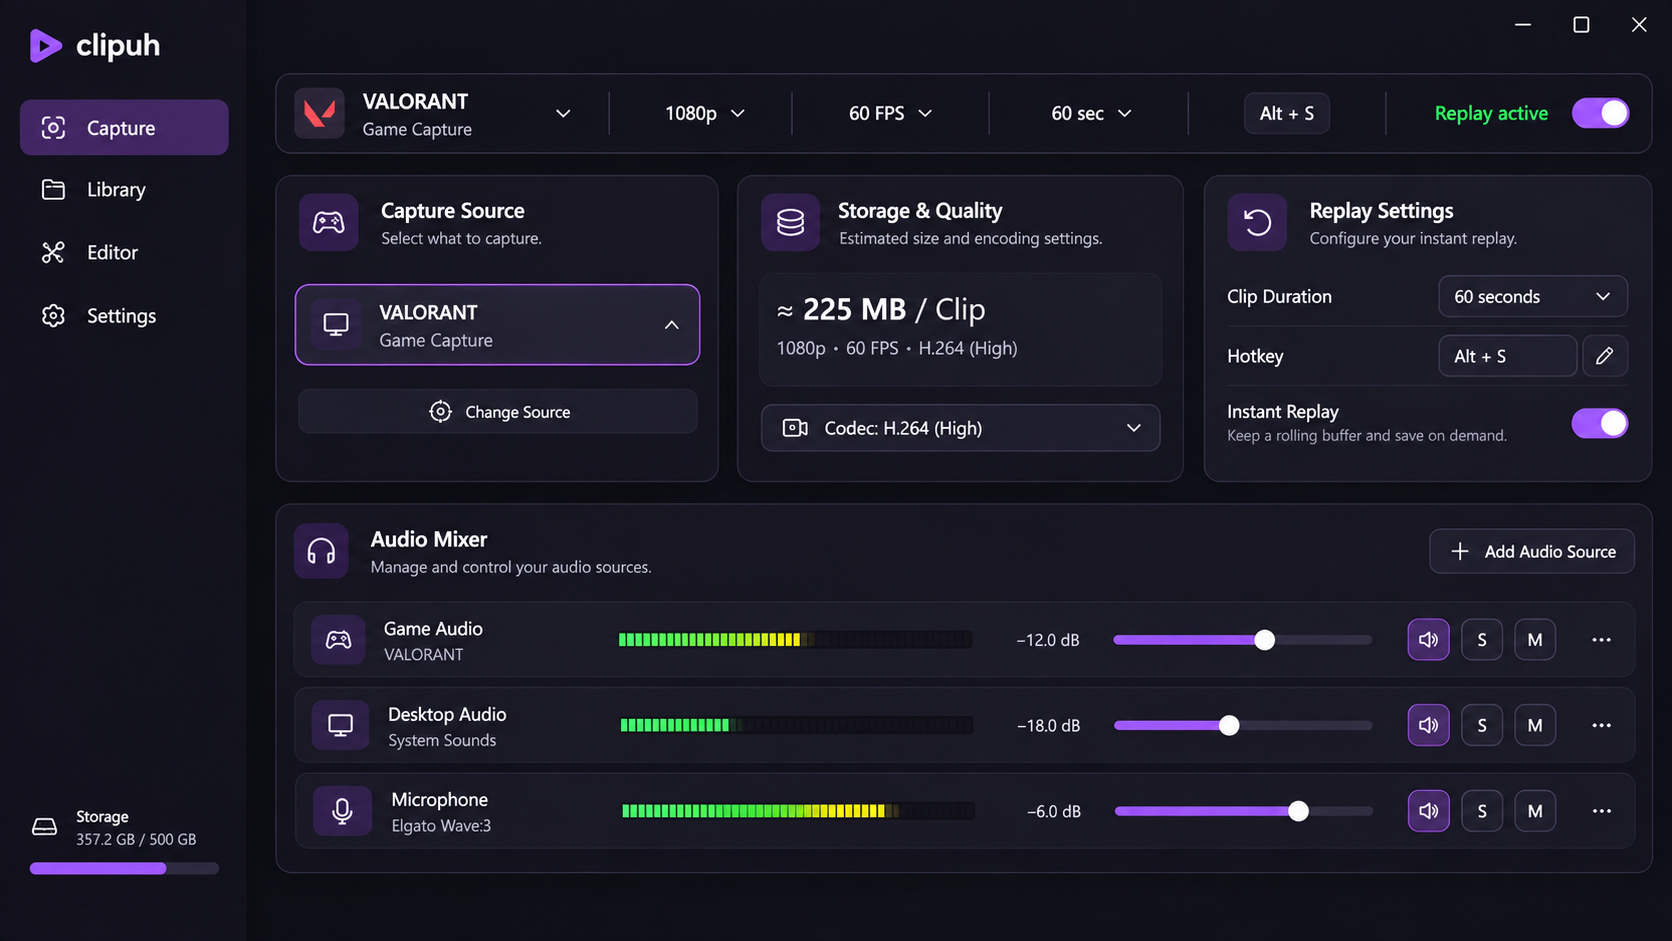 clipuh
Capture
Library
Editor
Settings
Storage
357.2 GB / 500 GB
VALORANT
Game Capture
1080p
60 FPS
60 sec
Alt + S
Replay active
Capture Source
Select what to capture.
VALORANT
Game Capture
Change Source
Storage & Quality
Estimated size and encoding settings.
≈ 225 MB / Clip
1080p • 60 FPS • H.264 (High)
Codec: H.264 (High)
Replay Settings
Configure your instant replay.
Clip Duration
60 seconds
Hotkey
Alt + S
Instant Replay
Keep a rolling buffer and save on demand.
Audio Mixer
Manage and control your audio sources.
Add Audio Source
Game Audio
VALORANT
−12.0 dB
S
M
Desktop Audio
System Sounds
−18.0 dB
S
M
Microphone
Elgato Wave:3
−6.0 dB
S
M